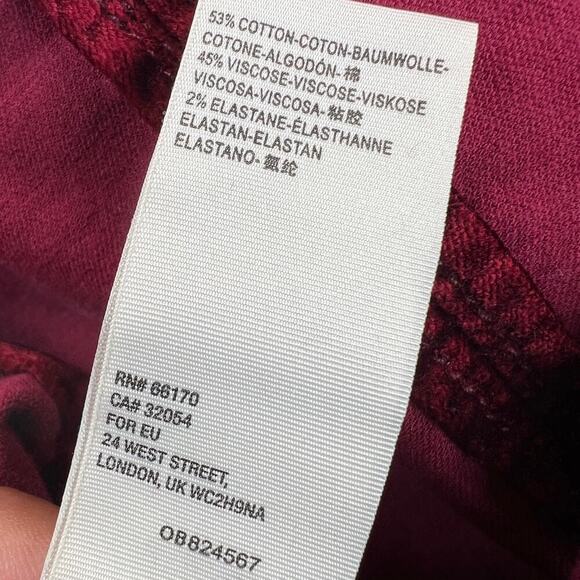 53% COTTON-COTON-BAUMWOLLE-
COTONE-ALGODÓN- 棉
45% VISCOSE-VISCOSE-VISKOSE
VISCOSA-VISCOSA- 粘胶
2% ELASTANE-ÉLASTHANNE
ELASTAN-ELASTAN
ELASTANO- 氨纶
RN# 66170
CA# 32054
FOR EU
24 WEST STREET,
LONDON, UK WC2H9NA
OB824567